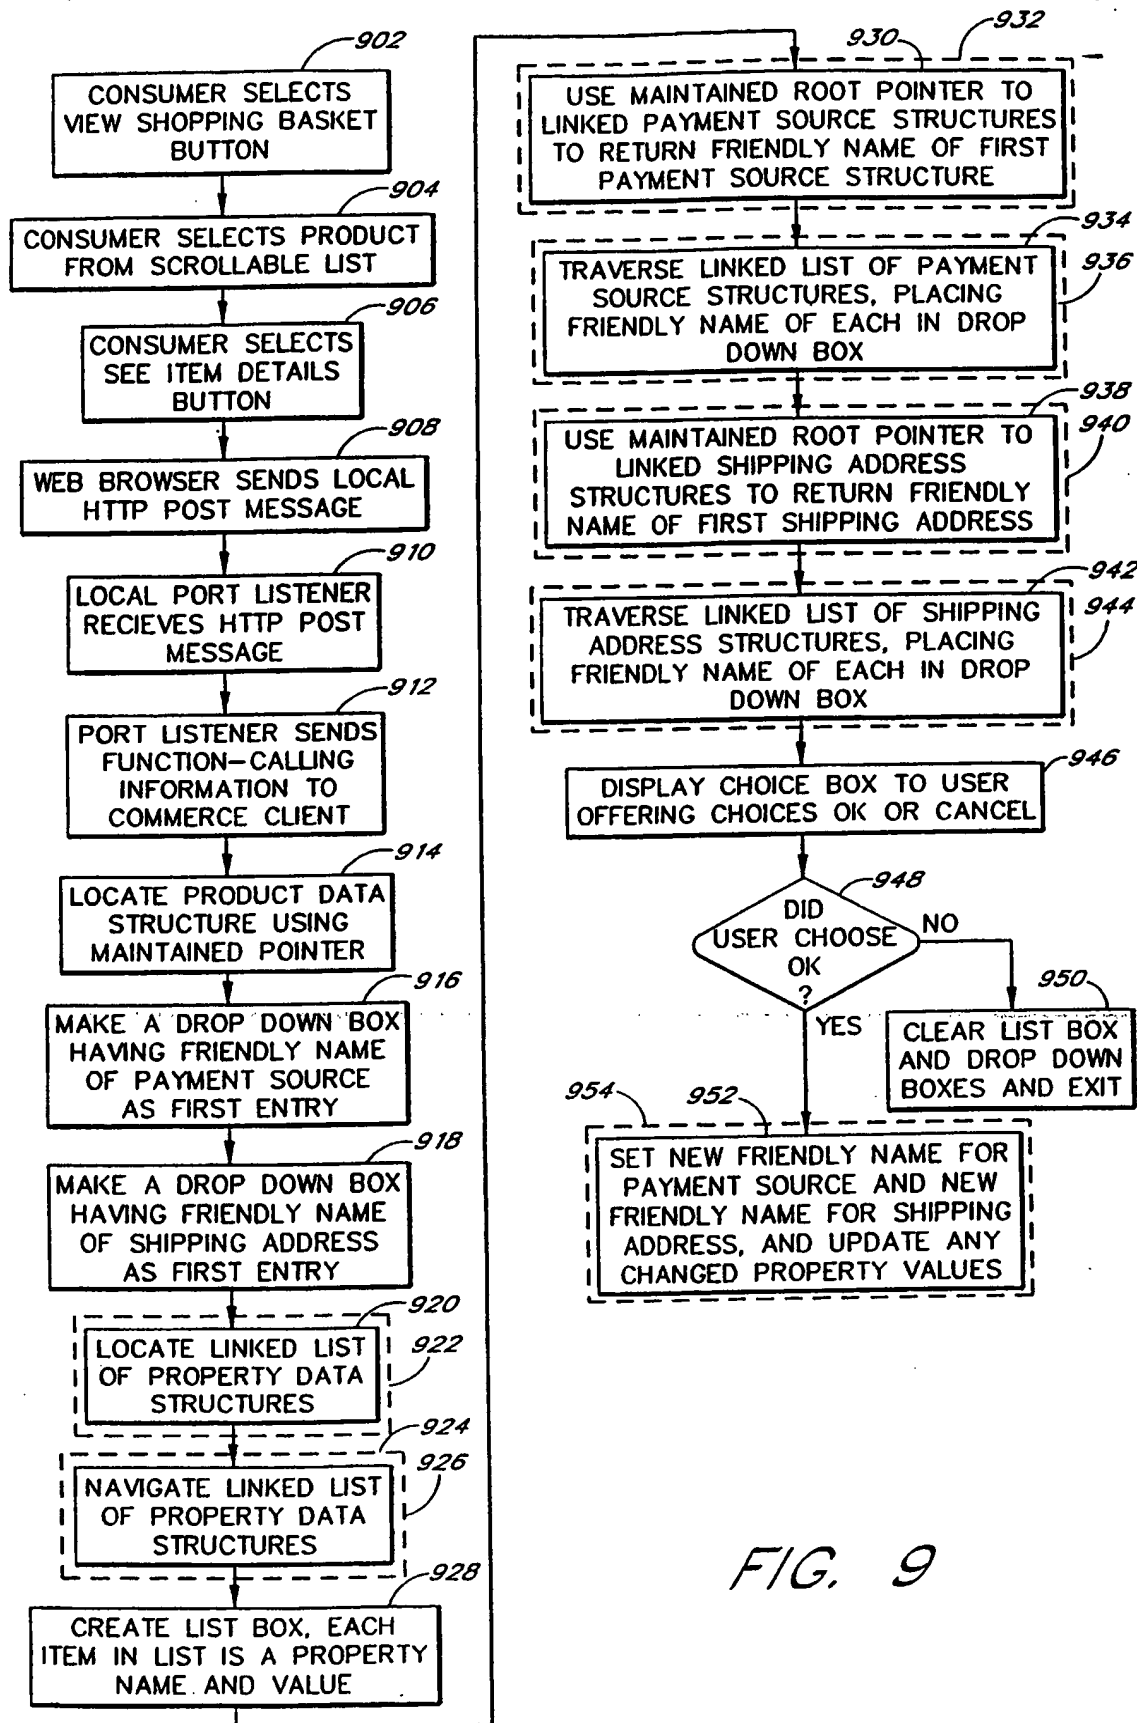 902
CONSUMER SELECTS
VIEW SHOPPING BASKET
BUTTON
904
CONSUMER SELECTS PRODUCT
FROM SCROLLABLE LIST
906
CONSUMER SELECTS
SEE ITEM DETAILS
BUTTON
908
WEB BROWSER SENDS LOCAL
HTTP POST MESSAGE
910
LOCAL PORT LISTENER
RECIEVES HTTP POST
MESSAGE
912
PORT LISTENER SENDS
FUNCTION-CALLING
INFORMATION TO
COMMERCE CLIENT
914
LOCATE PRODUCT DATA
STRUCTURE USING
MAINTAINED POINTER
916
MAKE A DROP DOWN BOX
HAVING FRIENDLY NAME
OF PAYMENT SOURCE
AS FIRST ENTRY
918
MAKE A DROP DOWN BOX
HAVING FRIENDLY NAME
OF SHIPPING ADDRESS
AS FIRST ENTRY
920
922
LOCATE LINKED LIST
OF PROPERTY DATA
STRUCTURES
924
926
NAVIGATE LINKED LIST
OF PROPERTY DATA
STRUCTURES
928
CREATE LIST BOX, EACH
ITEM IN LIST IS A PROPERTY
NAME AND VALUE
930
932
USE MAINTAINED ROOT POINTER TO
LINKED PAYMENT SOURCE STRUCTURES
TO RETURN FRIENDLY NAME OF FIRST
PAYMENT SOURCE STRUCTURE
934
936
TRAVERSE LINKED LIST OF PAYMENT
SOURCE STRUCTURES, PLACING
FRIENDLY NAME OF EACH IN DROP
DOWN BOX
938
940
USE MAINTAINED ROOT POINTER TO
LINKED SHIPPING ADDRESS
STRUCTURES TO RETURN FRIENDLY
NAME OF FIRST SHIPPING ADDRESS
942
944
TRAVERSE LINKED LIST OF SHIPPING
ADDRESS STRUCTURES, PLACING
FRIENDLY NAME OF EACH IN DROP
DOWN BOX
946
DISPLAY CHOICE BOX TO USER
OFFERING CHOICES OK OR CANCEL
948
DID
USER CHOOSE
OK
?
NO
YES
950
CLEAR LIST BOX
AND DROP DOWN
BOXES AND EXIT
954
952
SET NEW FRIENDLY NAME FOR
PAYMENT SOURCE AND NEW
FRIENDLY NAME FOR SHIPPING
ADDRESS, AND UPDATE ANY
CHANGED PROPERTY VALUES
FIG. 9